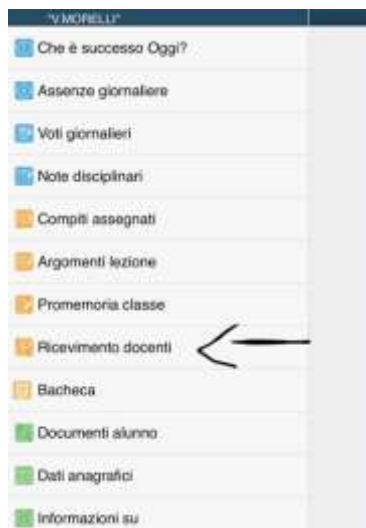 "V.MORELLI"
Che è successo Oggi?
Assenze giornaliere
Voti giornalieri
Note disciplinari
Compiti assegnati
Argomenti lezione
Promemoria classe
Ricevimento docenti
Bacheca
Documenti alunno
Dati anagrafici
Informazioni su